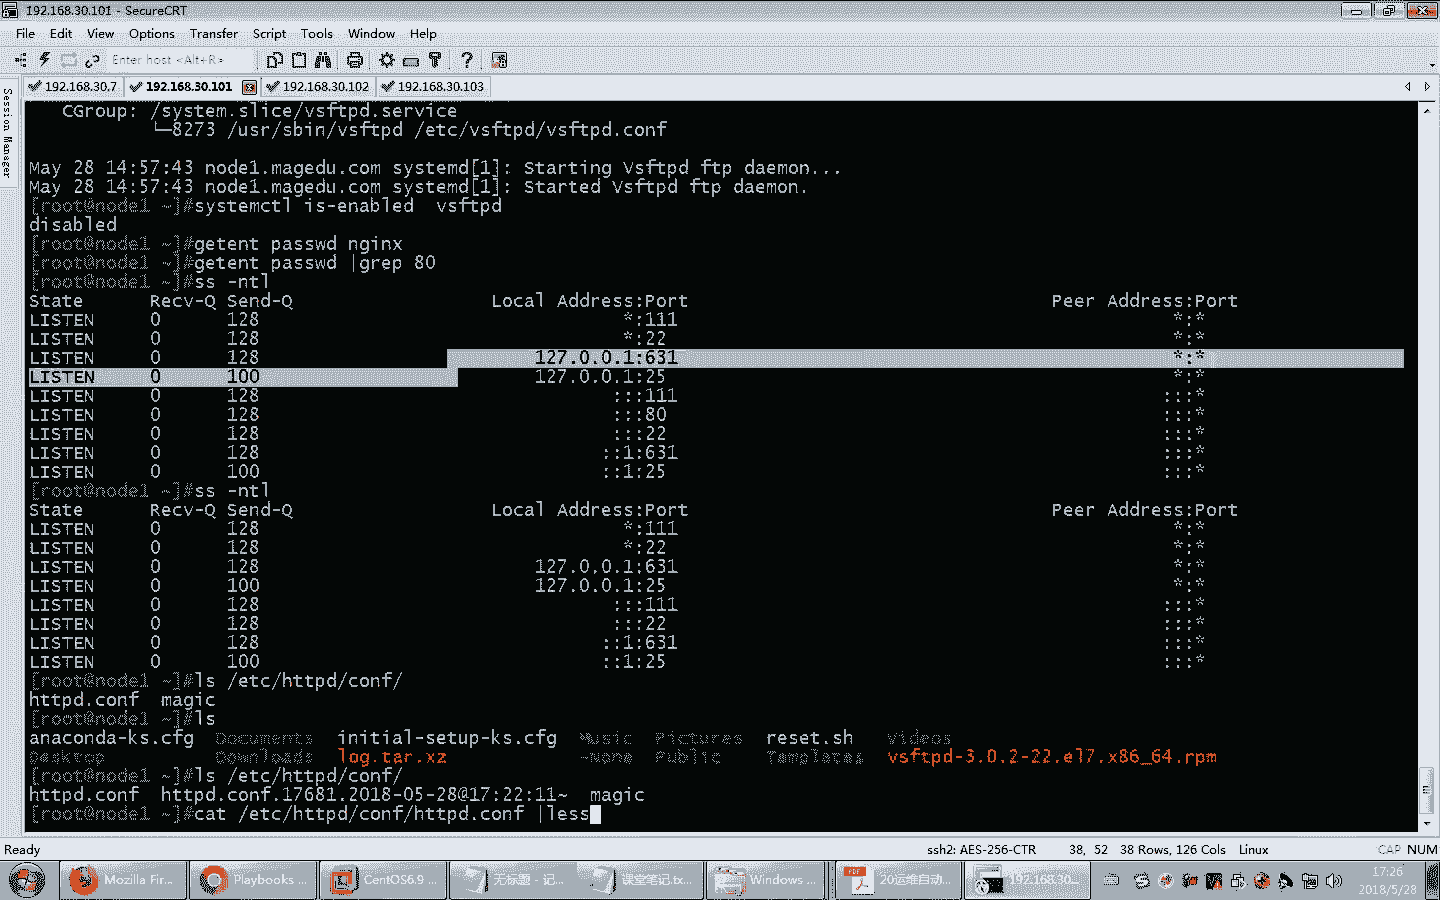 192.168.30.101 - SecureCRT
File Edit View Options Transfer Script Tools Window Help
Enter host <Alt+R>
192.168.30.7 192.168.30.101 192.168.30.102 192.168.30.103
Session Manager
CGroup: /system.slice/vsftpd.service
└─8273 /usr/sbin/vsftpd /etc/vsftpd/vsftpd.conf
May 28 14:57:43 node1.magedu.com systemd[1]: Starting Vsftpd ftp daemon...
May 28 14:57:43 node1.magedu.com systemd[1]: Started Vsftpd ftp daemon.
[root@node1 ~]#systemctl is-enabled  vsftpd
disabled
[root@node1 ~]#getent passwd nginx
[root@node1 ~]#getent passwd |grep 80
[root@node1 ~]#ss -ntl
State Recv-Q Send-Q Local Address:Port Peer Address:Port
LISTEN 0 128 *:111 *:*
LISTEN 0 128 *:22 *:*
LISTEN 0 128 127.0.0.1:631 *:*
LISTEN 0 100 127.0.0.1:25 *:*
LISTEN 0 128 :::111 :::*
LISTEN 0 128 :::80 :::*
LISTEN 0 128 :::22 :::*
LISTEN 0 128 ::1:631 :::*
LISTEN 0 100 ::1:25 :::*
[root@node1 ~]#ss -ntl
State Recv-Q Send-Q Local Address:Port Peer Address:Port
LISTEN 0 128 *:111 *:*
LISTEN 0 128 *:22 *:*
LISTEN 0 128 127.0.0.1:631 *:*
LISTEN 0 100 127.0.0.1:25 *:*
LISTEN 0 128 :::111 :::*
LISTEN 0 128 :::22 :::*
LISTEN 0 128 ::1:631 :::*
LISTEN 0 100 ::1:25 :::*
[root@node1 ~]#ls /etc/httpd/conf/
httpd.conf  magic
[root@node1 ~]#ls
anaconda-ks.cfg Documents initial-setup-ks.cfg Music Pictures reset.sh Videos
Desktop Downloads log.tar.xz ~None Public Templates vsftpd-3.0.2-22.el7.x86_64.rpm
[root@node1 ~]#ls /etc/httpd/conf/
httpd.conf  httpd.conf.17681.2018-05-28@17:22:11~  magic
[root@node1 ~]#cat /etc/httpd/conf/httpd.conf |less
Ready ssh2: AES-256-CTR 38, 52 38 Rows, 126 Cols Linux CAP NUM
Mozilla Fir... Playbooks ... CentOS6.9 ... 无标题 - 记... 课堂笔记.tx... Windows ... PDF 20运维自动... 192.168.30.... 17:26
2018/5/28